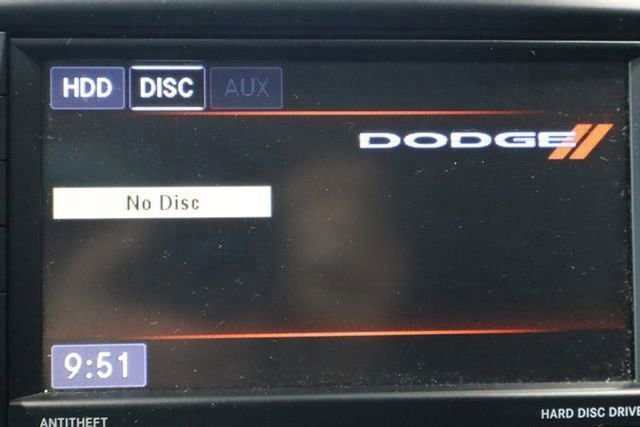 HDD DISC AUX
DODGE
No Disc
9:51
ANTITHEFT HARD DISC DRIVE